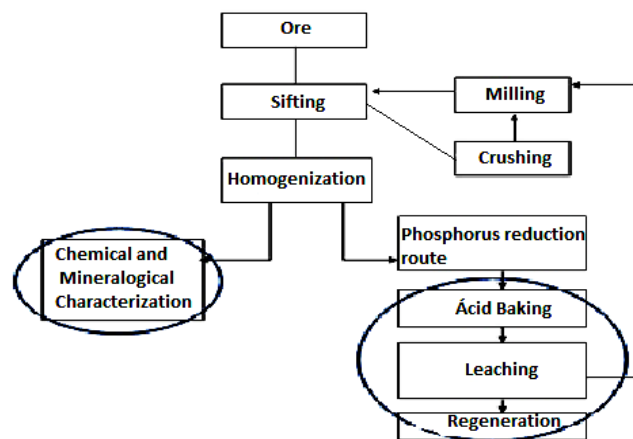 Ore
Sifting
Milling
Crushing
Homogenization
Chemical and
Mineralogical
Characterization
Phosphorus reduction
route
Ácid Baking
Leaching
Regeneration